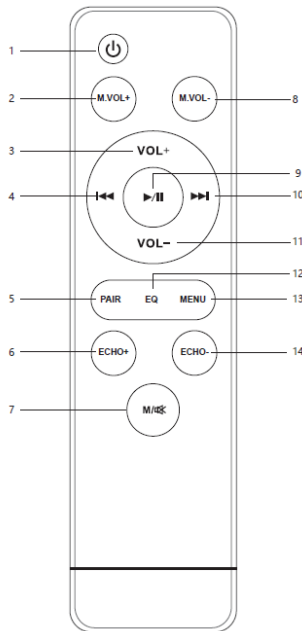 1
2 M.VOL+ M.VOL- 8
3 VOL+
9
4 10
VOL- 11
12
5 PAIR EQ MENU 13
6 ECHO+ ECHO- 14
7 M/